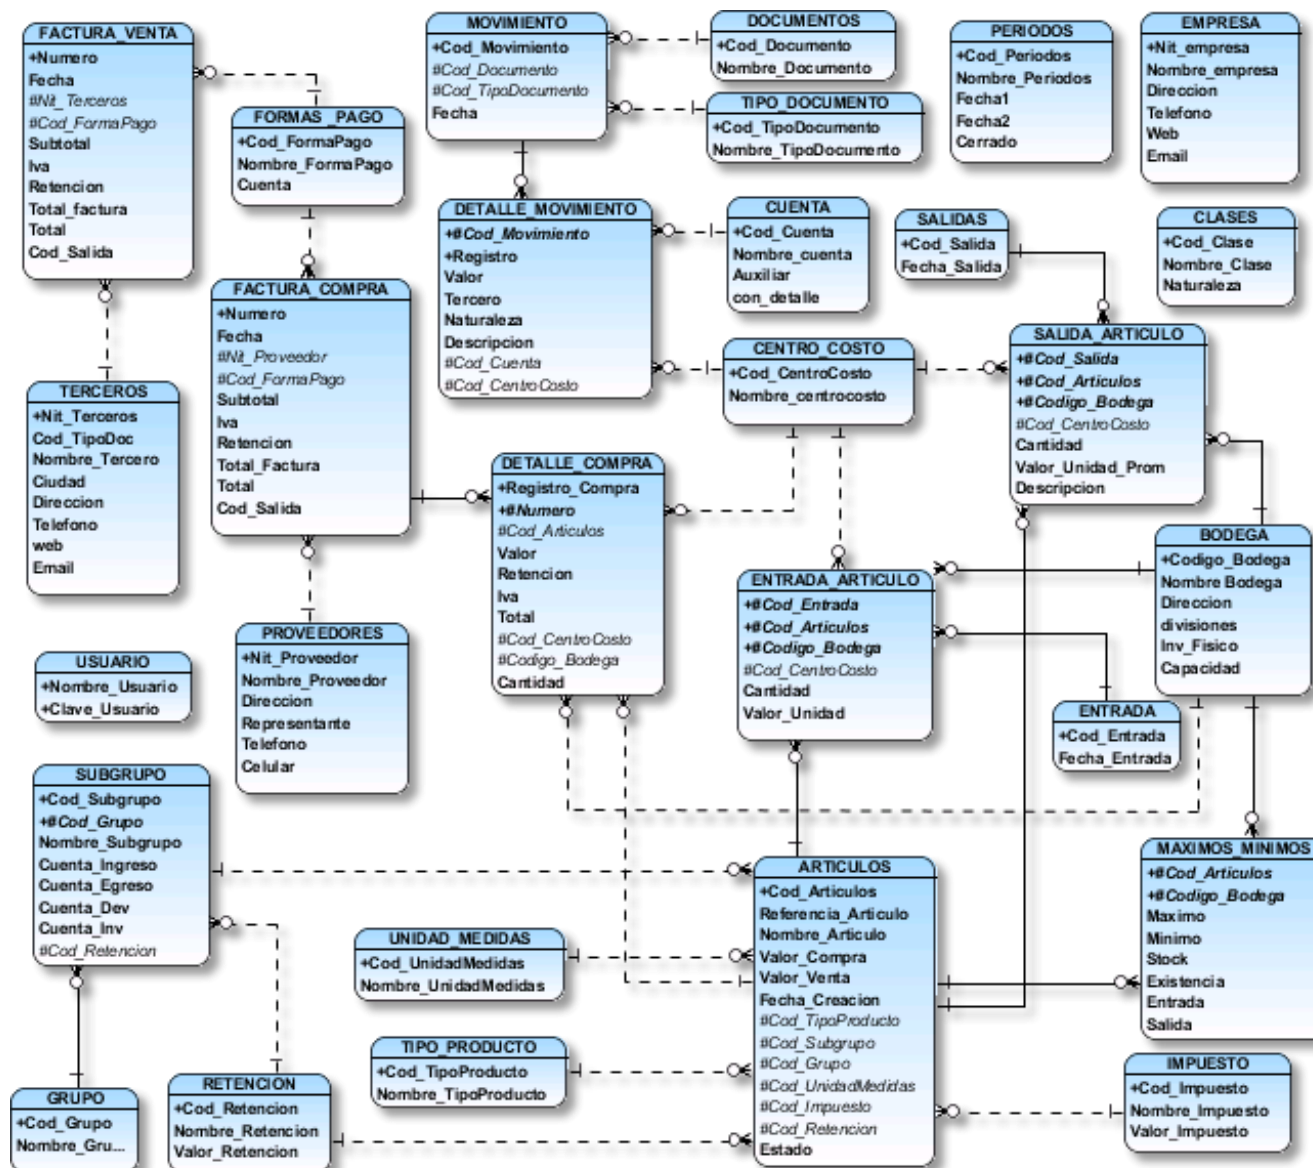 FACTURA_VENTA
+Numero
Fecha
#Nit_Terceros
#Cod_FormaPago
Subtotal
Iva
Retencion
Total_factura
Total
Cod_Salida
FORMAS_PAGO
+Cod_FormaPago
Nombre_FormaPago
Cuenta
MOVIMIENTO
+Cod_Movimiento
#Cod_Documento
#Cod_TipoDocumento
Fecha
DOCUMENTOS
+Cod_Documento
Nombre_Documento
TIPO_DOCUMENTO
+Cod_TipoDocumento
Nombre_TipoDocumento
PERIODOS
+Cod_Periodos
Nombre_Periodos
Fecha1
Fecha2
Cerrado
EMPRESA
+Nit_empresa
Nombre_empresa
Direccion
Telefono
Web
Email
DETALLE_MOVIMIENTO
+#Cod_Movimiento
+Registro
Valor
Tercero
Naturaleza
Descripcion
#Cod_Cuenta
#Cod_CentroCosto
CUENTA
+Cod_Cuenta
Nombre_cuenta
Auxiliar
con_detalle
SALIDAS
+Cod_Salida
Fecha_Salida
CLASES
+Cod_Clase
Nombre_Clase
Naturaleza
FACTURA_COMPRA
+Numero
Fecha
#Nit_Proveedor
#Cod_FormaPago
Subtotal
Iva
Retencion
Total_Factura
Total
Cod_Salida
CENTRO_COSTO
+Cod_CentroCosto
Nombre_centrocosto
SALIDA_ARTICULO
+#Cod_Salida
+#Cod_Articulos
+#Codigo_Bodega
#Cod_CentroCosto
Cantidad
Valor_Unidad_Prom
Descripcion
TERCEROS
+Nit_Terceros
Cod_TipoDoc
Nombre_Tercero
Ciudad
Direccion
Telefono
web
Email
DETALLE_COMPRA
+Registro_Compra
+#Numero
#Cod_Articulos
Valor
Retencion
Iva
Total
#Cod_CentroCosto
#Codigo_Bodega
Cantidad
ENTRADA_ARTICULO
+#Cod_Entrada
+#Cod_Articulos
+#Codigo_Bodega
#Cod_CentroCosto
Cantidad
Valor_Unidad
BODEGA
+Codigo_Bodega
Nombre Bodega
Direccion
divisiones
Inv_Fisico
Capacidad
PROVEEDORES
+Nit_Proveedor
Nombre_Proveedor
Direccion
Representante
Telefono
Celular
USUARIO
+Nombre_Usuario
+Clave_Usuario
ENTRADA
+Cod_Entrada
Fecha_Entrada
SUBGRUPO
+Cod_Subgrupo
+#Cod_Grupo
Nombre_Subgrupo
Cuenta_Ingreso
Cuenta_Egreso
Cuenta_Dev
Cuenta_Inv
#Cod_Retencion
ARTICULOS
+Cod_Articulos
Referencia_Articulo
Nombre_Articulo
Valor_Compra
Valor_Venta
Fecha_Creacion
#Cod_TipoProducto
#Cod_Subgrupo
#Cod_Grupo
#Cod_UnidadMedidas
#Cod_Impuesto
#Cod_Retencion
Estado
MAXIMOS_MINIMOS
+#Cod_Articulos
+#Codigo_Bodega
Maximo
Minimo
Stock
Existencia
Entrada
Salida
UNIDAD_MEDIDAS
+Cod_UnidadMedidas
Nombre_UnidadMedidas
TIPO_PRODUCTO
+Cod_TipoProducto
Nombre_TipoProducto
GRUPO
+Cod_Grupo
Nombre_Gru...
RETENCION
+Cod_Retencion
Nombre_Retencion
Valor_Retencion
IMPUESTO
+Cod_Impuesto
Nombre_Impuesto
Valor_Impuesto